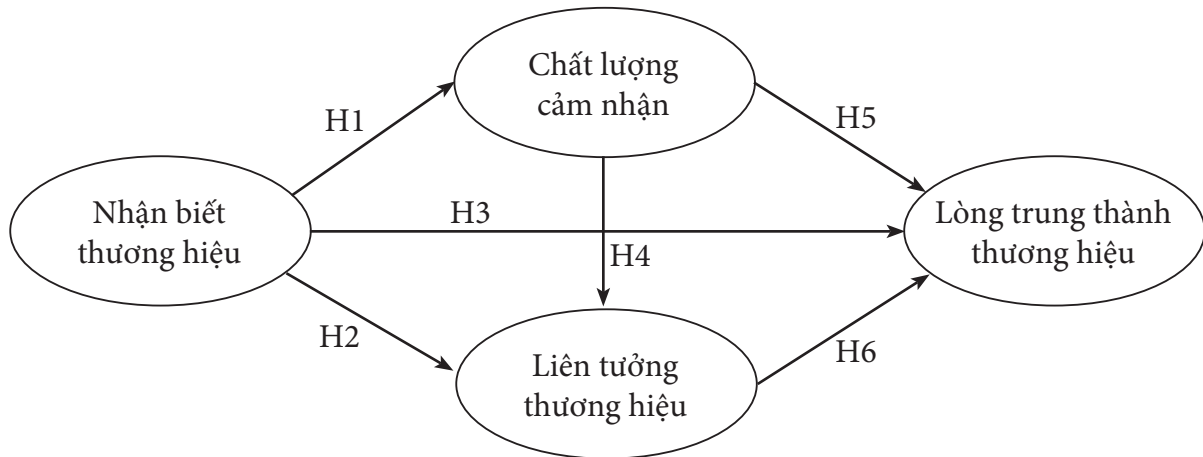 Chất lượng
cảm nhận
H1
H5
Nhận biết
thương hiệu
H3
Lòng trung thành
thương hiệu
H4
H2
H6
Liên tưởng
thương hiệu